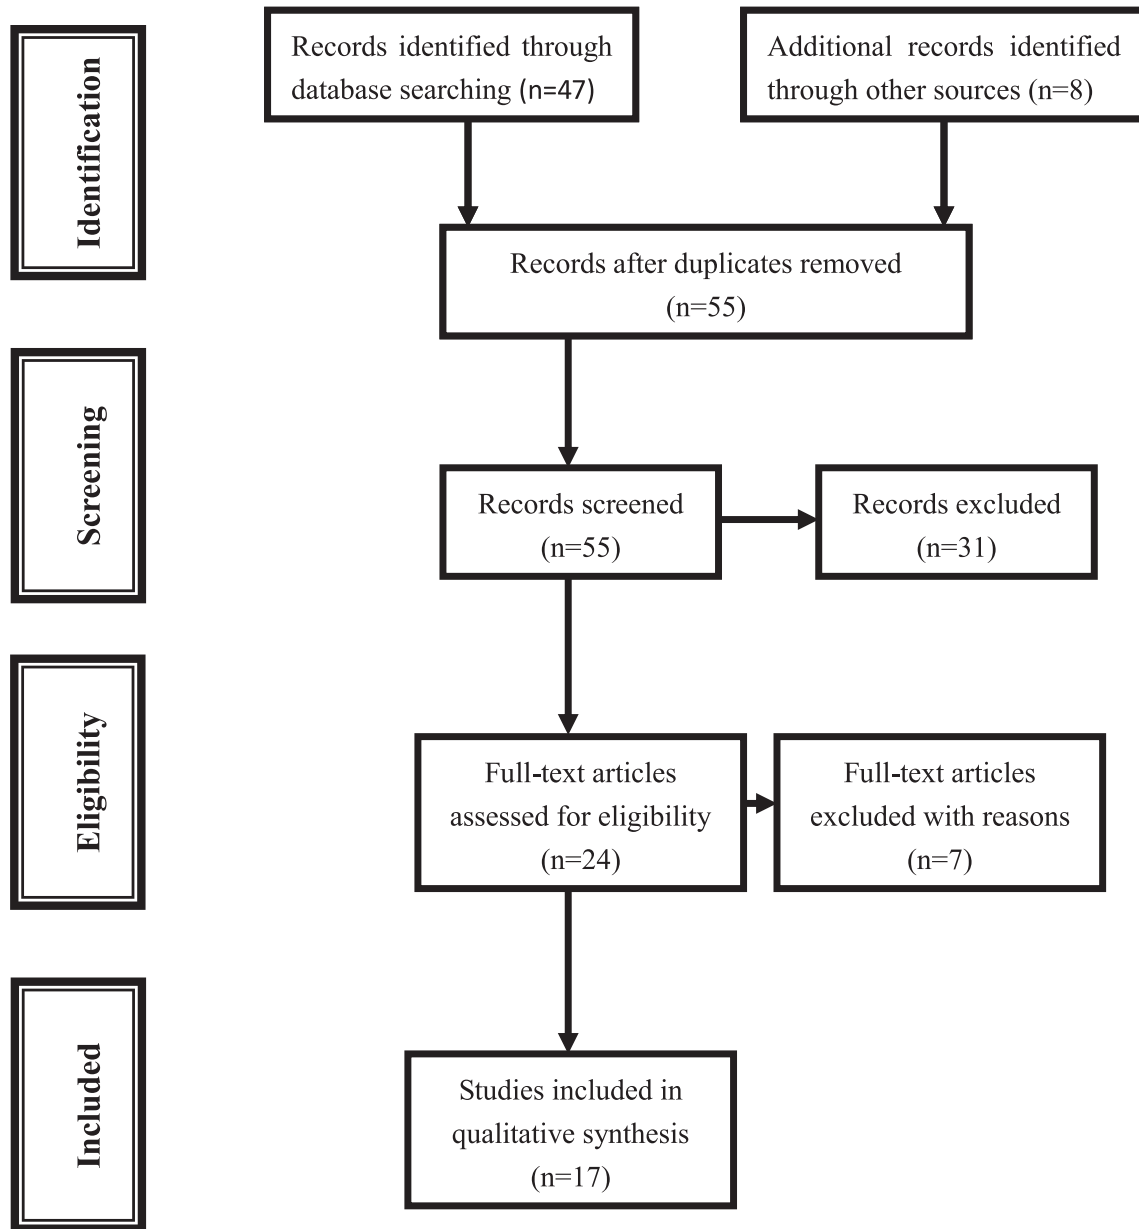 Identification
Records identified through
database searching (n=47)
Additional records identified
through other sources (n=8)
Records after duplicates removed
(n=55)
Screening
Records screened
(n=55)
Records excluded
(n=31)
Eligibility
Full-text articles
assessed for eligibility
(n=24)
Full-text articles
excluded with reasons
(n=7)
Included
Studies included in
qualitative synthesis
(n=17)